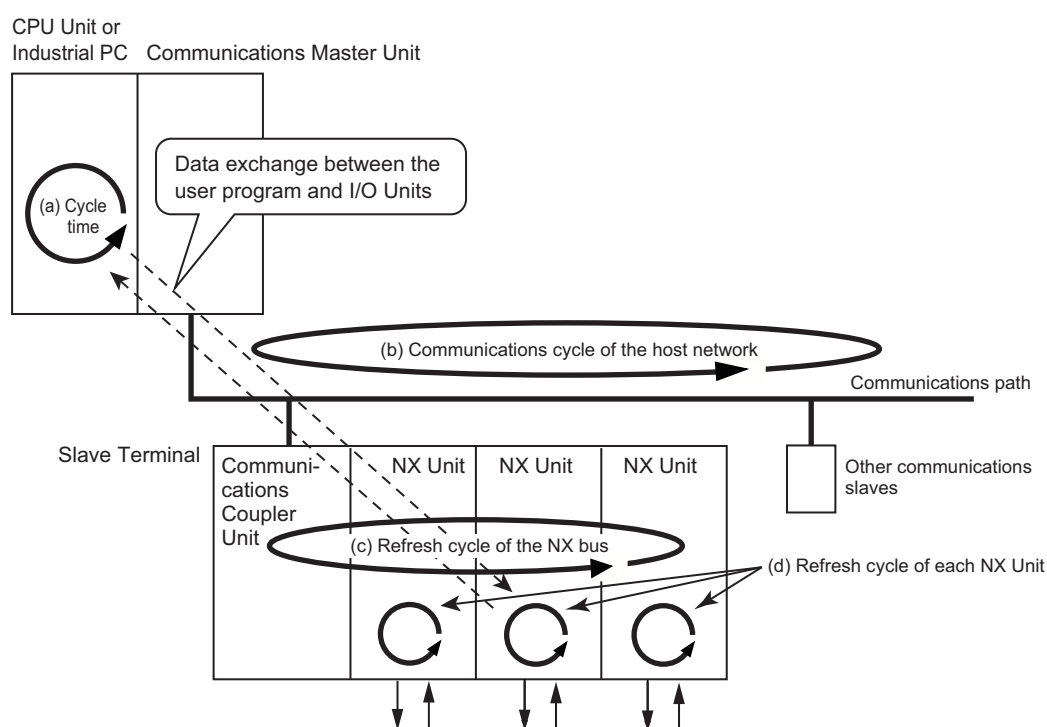 CPU Unit or
Industrial PC
Communications Master Unit
Data exchange between the
user program and I/O Units
(a) Cycle
time
(b) Communications cycle of the host network
Communications path
Slave Terminal
Communi-
cations
Coupler
Unit
NX Unit
NX Unit
NX Unit
Other communications
slaves
(c) Refresh cycle of the NX bus
(d) Refresh cycle of each NX Unit